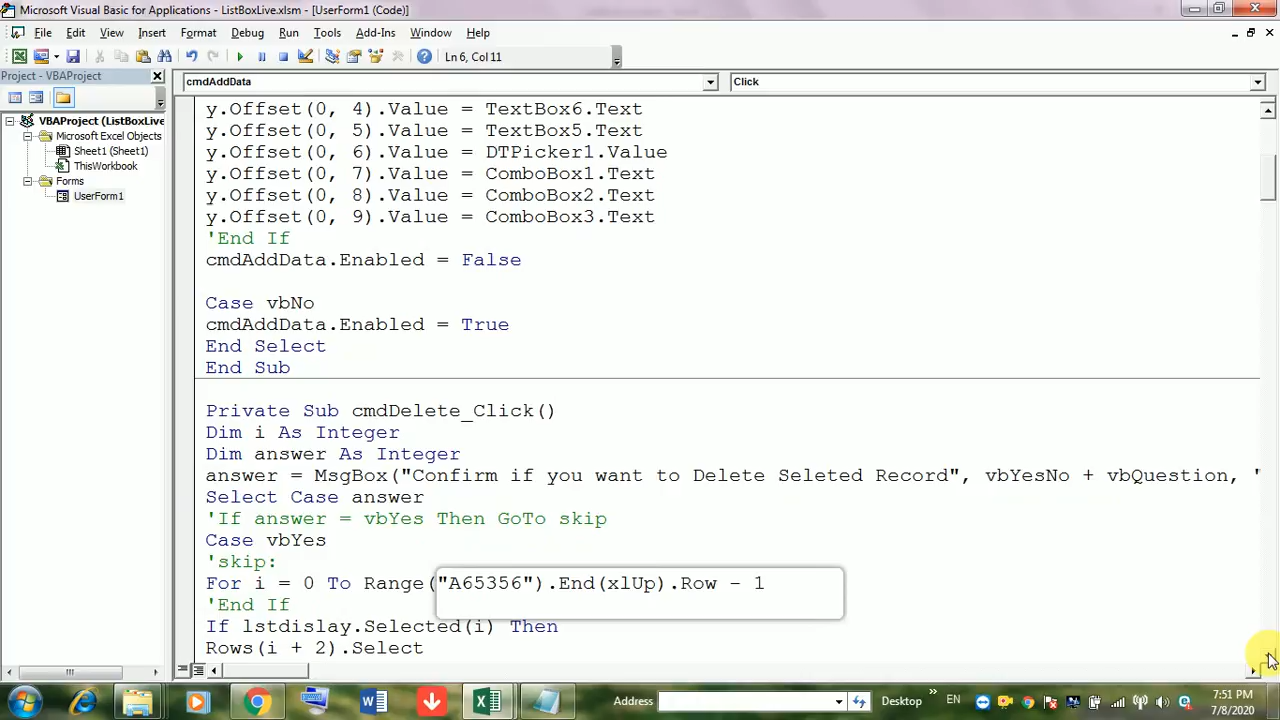 Microsoft Visual Basic for Applications - ListBoxLive.xlsm - [UserForm1 (Code)]
File Edit View Insert Format Debug Run Tools Add-Ins Window Help
Ln 6, Col 11
Project - VBAProject
cmdAddData
Click
VBAProject (ListBoxLive
Microsoft Excel Objects
Sheet1 (Sheet1)
ThisWorkbook
Forms
UserForm1
y.Offset(0, 4).Value = TextBox6.Text
y.Offset(0, 5).Value = TextBox5.Text
y.Offset(0, 6).Value = DTPicker1.Value
y.Offset(0, 7).Value = ComboBox1.Text
y.Offset(0, 8).Value = ComboBox2.Text
y.Offset(0, 9).Value = ComboBox3.Text
'End If
cmdAddData.Enabled = False
Case vbNo
cmdAddData.Enabled = True
End Select
End Sub
Private Sub cmdDelete_Click()
Dim i As Integer
Dim answer As Integer
answer = MsgBox("Confirm if you want to Delete Seleted Record", vbYesNo + vbQuestion, "
Select Case answer
'If answer = vbYes Then GoTo skip
Case vbYes
'skip:
For i = 0 To Range("A65356").End(xlUp).Row - 1
'End If
If lstdislay.Selected(i) Then
Rows(i + 2).Select
Address
Desktop
»
EN
7:51 PM
7/8/2020